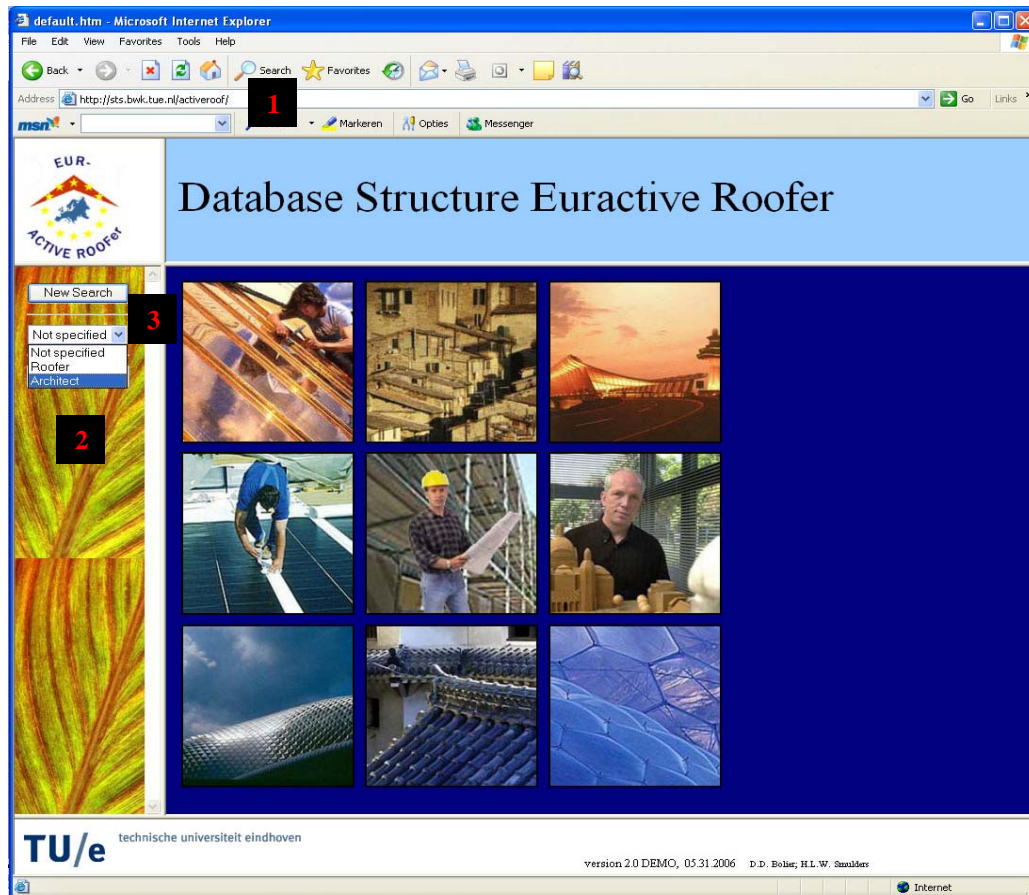 default.htm - Microsoft Internet Explorer
File Edit View Favorites Tools Help
Back Search Favorites
Address http://sts.bwk.tue.nl/activeroof/ Go Links
1
msn Markeren Opties Messenger
EUR-
ACTIVE ROOFer
Database Structure Euractive Roofer
New Search
3
Not specified
Not specified
Roofer
Architect
2
TU/e technische universiteit eindhoven
version 2.0 DEMO, 05.31.2006 D.D. Bolier; H.L.W. Smulders
Internet